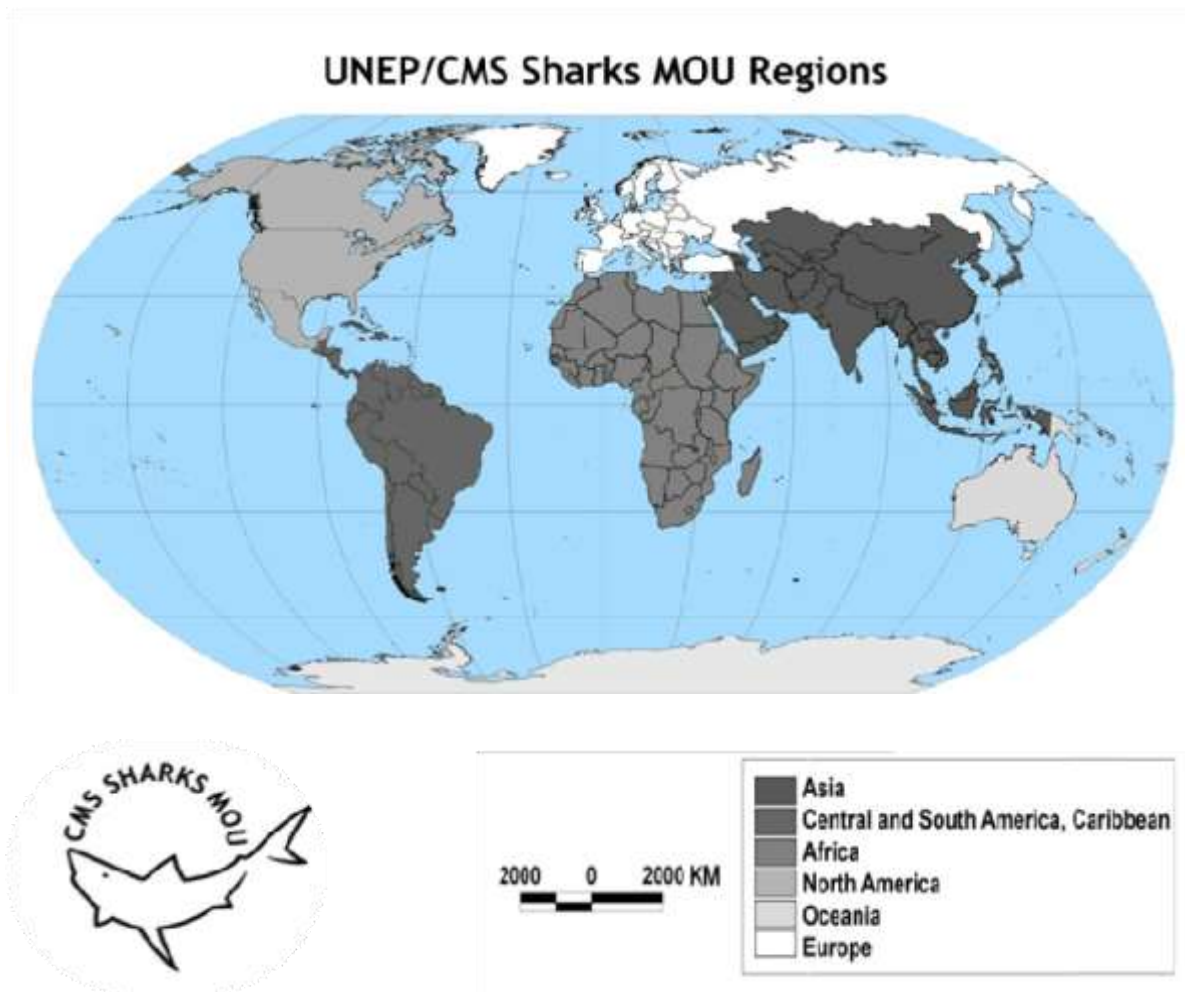 UNEP/CMS Sharks MOU Regions
CMS SHARKS MOU
2000 0 2000 KM
Asia
Central and South America, Caribbean
Africa
North America
Oceania
Europe